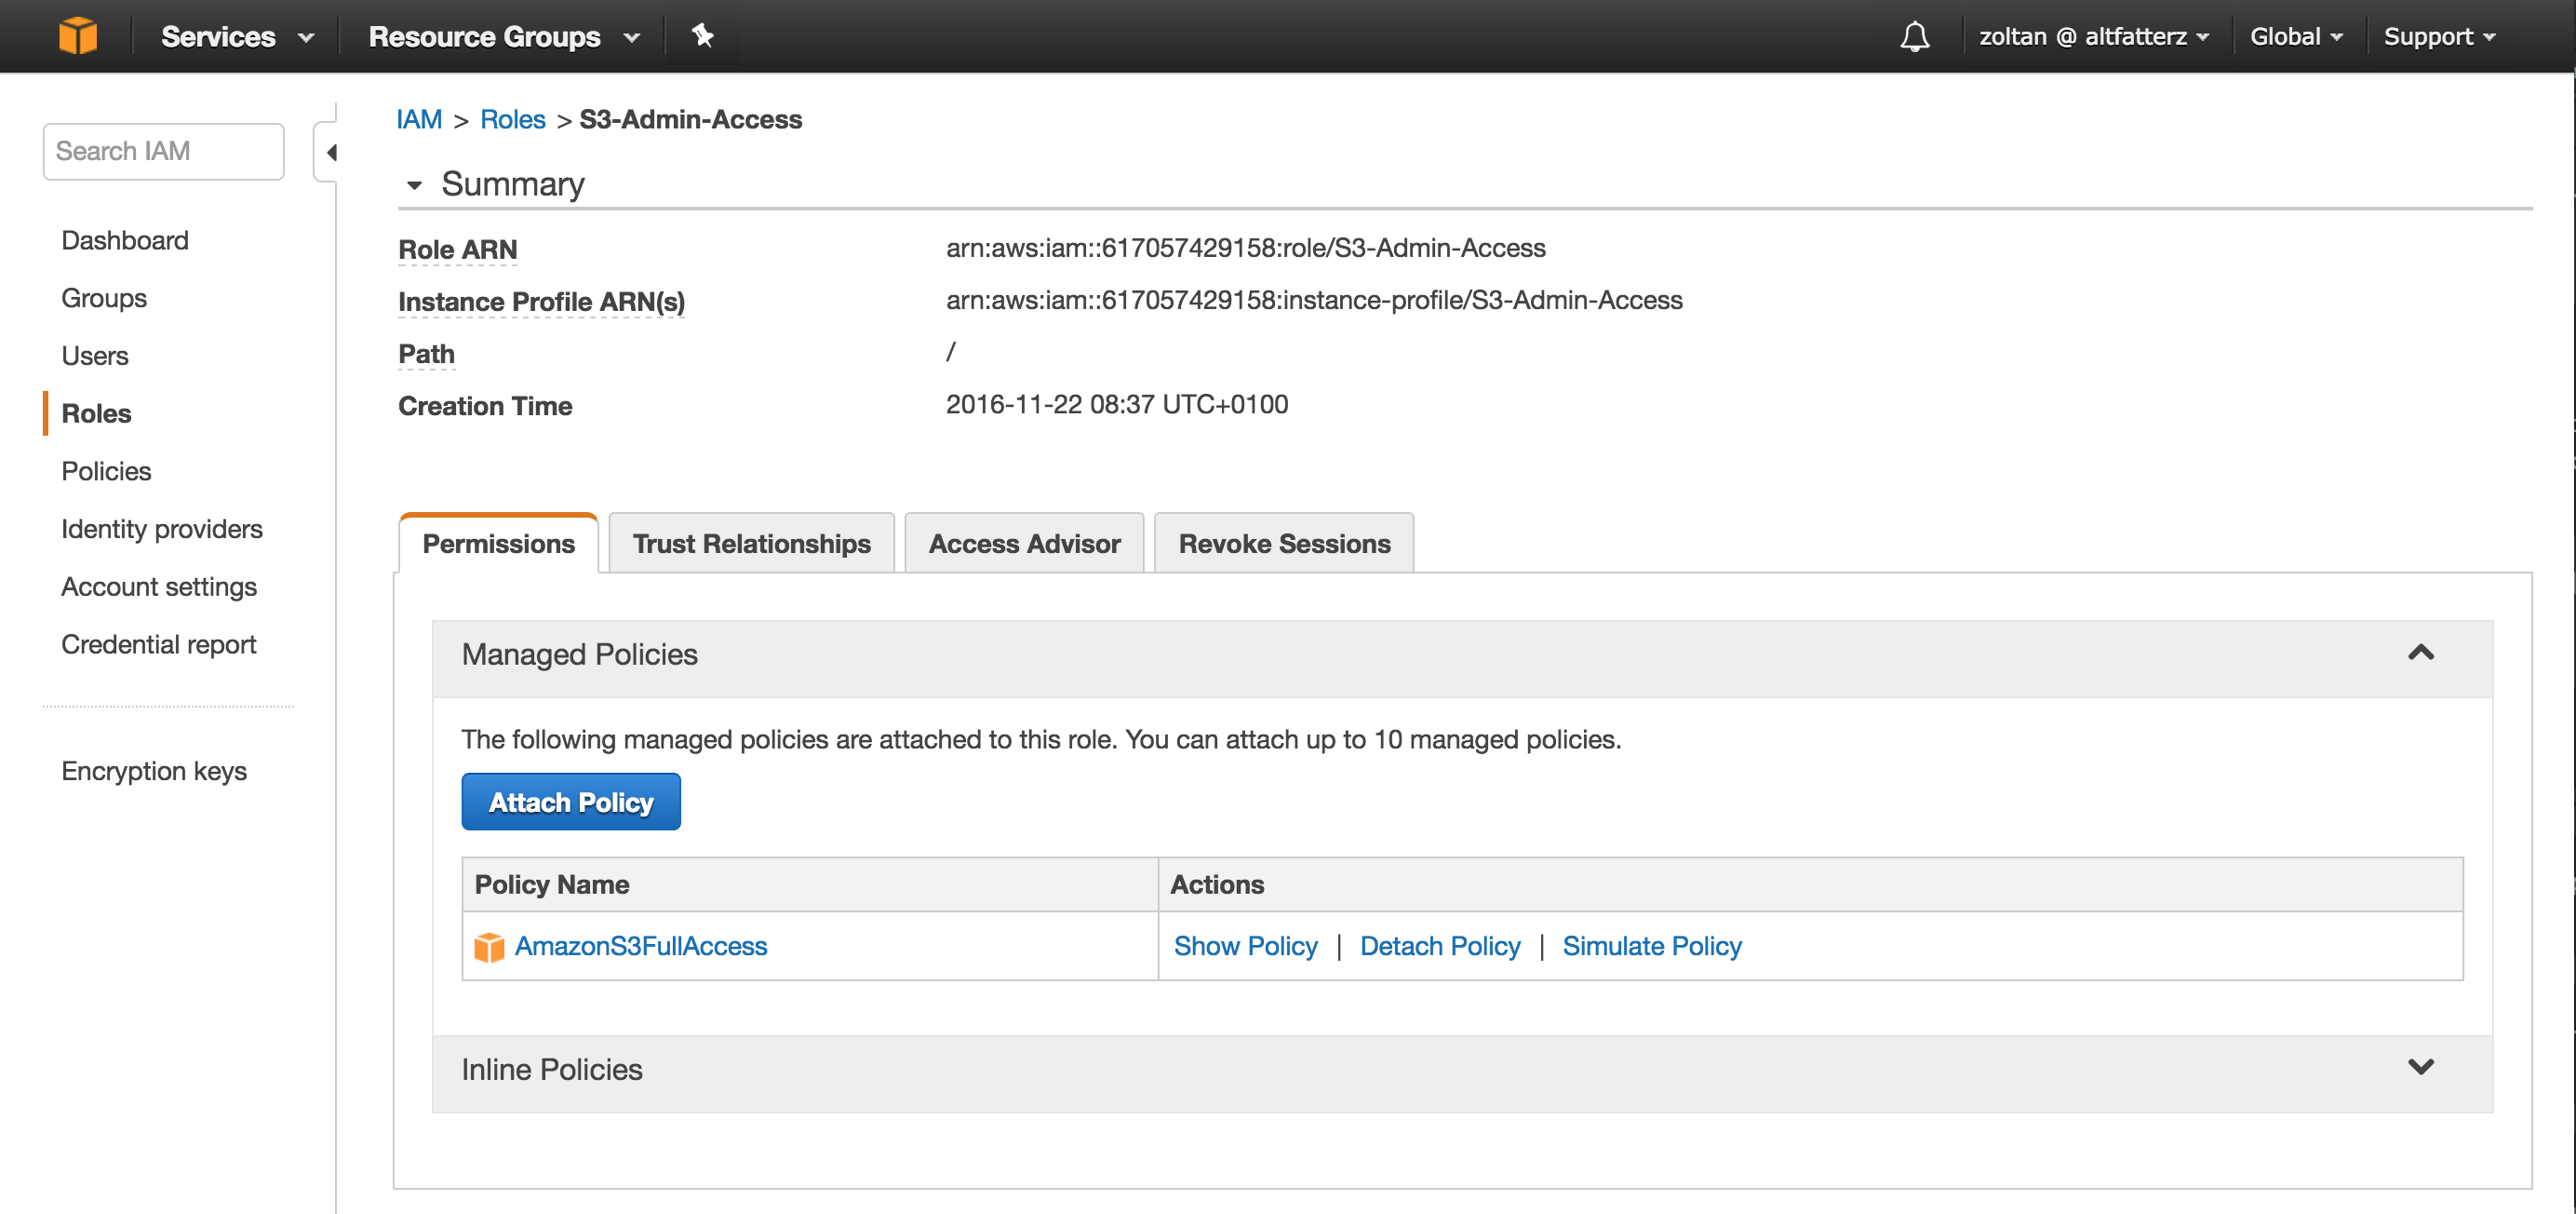 Services Resource Groups zoltan @ altfatterz Global Support
Search IAM
Dashboard
Groups
Users
Roles
Policies
Identity providers
Account settings
Credential report
Encryption keys
IAM > Roles > S3-Admin-Access
Summary
Role ARN arn:aws:iam::617057429158:role/S3-Admin-Access
Instance Profile ARN(s) arn:aws:iam::617057429158:instance-profile/S3-Admin-Access
Path /
Creation Time 2016-11-22 08:37 UTC+0100
Permissions Trust Relationships Access Advisor Revoke Sessions
Managed Policies
The following managed policies are attached to this role. You can attach up to 10 managed policies.
Attach Policy
Policy Name Actions
AmazonS3FullAccess Show Policy | Detach Policy | Simulate Policy
Inline Policies